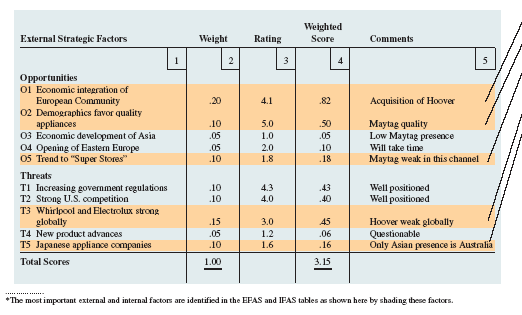 External Strategic Factors Weight Rating Weighted Score Comments
1 2 3 4 5
Opportunities
O1 Economic integration of
European Community .20 4.1 .82 Acquisition of Hoover
O2 Demographics favor quality
appliances .10 5.0 .50 Maytag quality
O3 Economic development of Asia .05 1.0 .05 Low Maytag presence
O4 Opening of Eastern Europe .05 2.0 .10 Will take time
O5 Trend to “Super Stores” .10 1.8 .18 Maytag weak in this channel
Threats
T1 Increasing government regulations .10 4.3 .43 Well positioned
T2 Strong U.S. competition .10 4.0 .40 Well positioned
T3 Whirlpool and Electrolux strong
globally .15 3.0 .45 Hoover weak globally
T4 New product advances .05 1.2 .06 Questionable
T5 Japanese appliance companies .10 1.6 .16 Only Asian presence is Australia
Total Scores 1.00 3.15
*The most important external and internal factors are identified in the EFAS and IFAS tables as shown here by shading these factors.